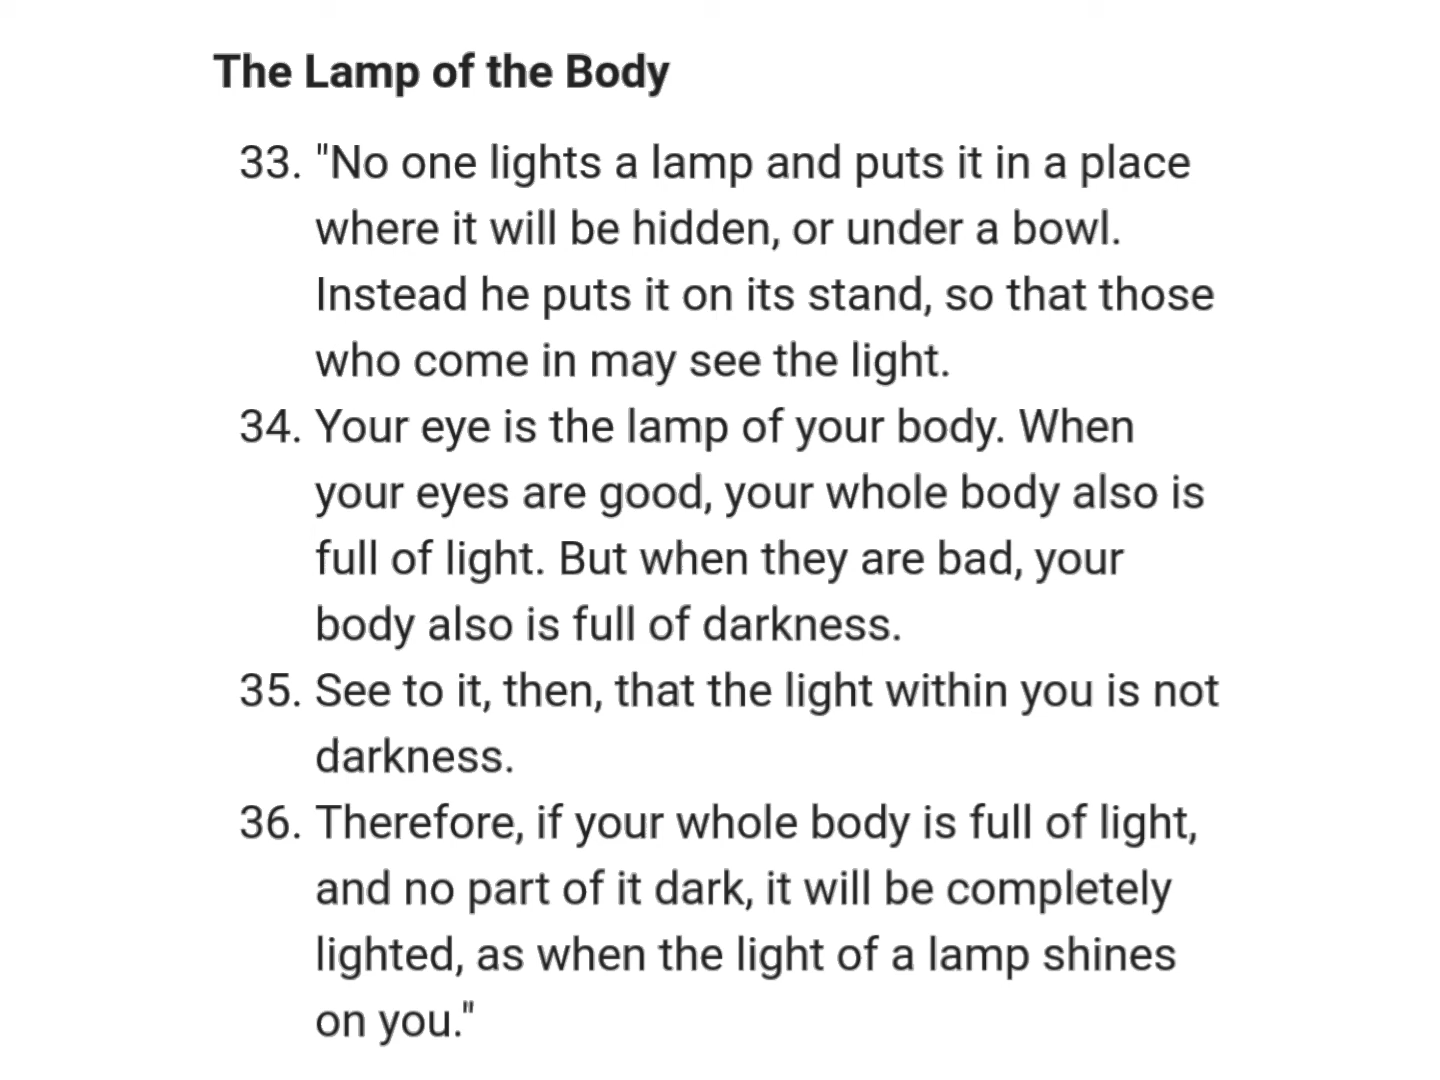 The Lamp of the Body
33. "No one lights a lamp and puts it in a place
where it will be hidden, or under a bowl.
Instead he puts it on its stand, so that those
who come in may see the light.
34. Your eye is the lamp of your body. When
your eyes are good, your whole body also is
full of light. But when they are bad, your
body also is full of darkness.
35. See to it, then, that the light within you is not
darkness.
36. Therefore, if your whole body is full of light,
and no part of it dark, it will be completely
lighted, as when the light of a lamp shines
on you."